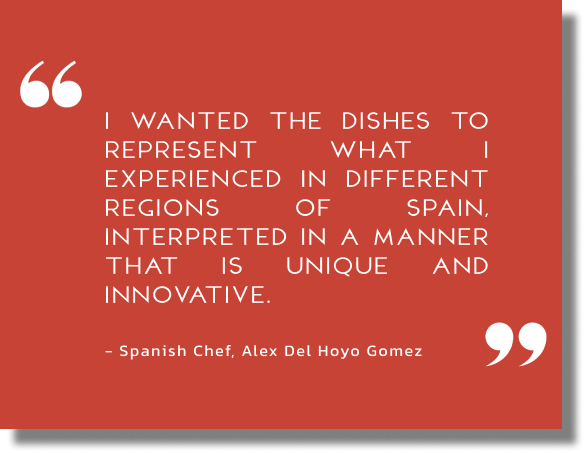 “
I WANTED THE DISHES TO
REPRESENT WHAT I
EXPERIENCED IN DIFFERENT
REGIONS OF SPAIN,
INTERPRETED IN A MANNER
THAT IS UNIQUE AND
INNOVATIVE.
– Spanish Chef, Alex Del Hoyo Gomez
”